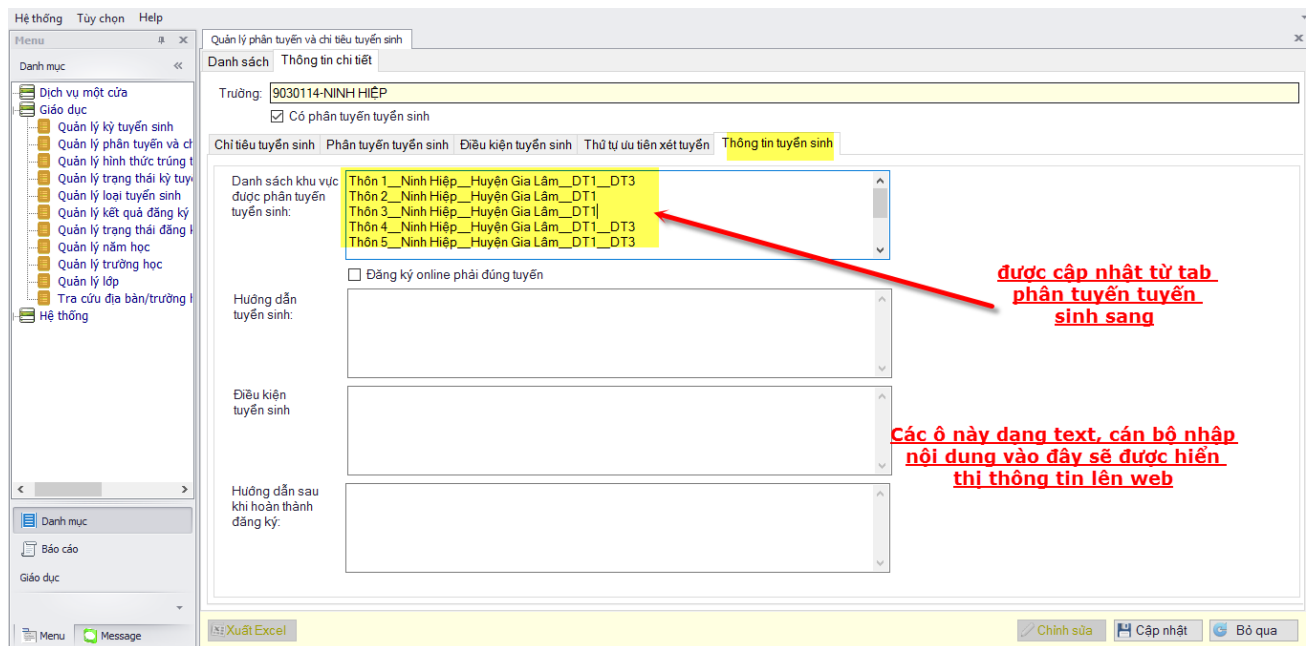 Hệ thống Tùy chọn Help
Menu
Danh mục
Dịch vụ một cửa
Giáo dục
Quản lý kỳ tuyển sinh
Quản lý phân tuyến và ch
Quản lý hình thức trúng t
Quản lý trạng thái kỳ tuy
Quản lý loại tuyển sinh
Quản lý kết quả đăng ký
Quản lý trạng thái đăng k
Quản lý năm học
Quản lý trường học
Quản lý lớp
Tra cứu địa bàn/trường h
Hệ thống
Danh mục
Báo cáo
Giáo dục
Menu Message
Quản lý phân tuyến và chi tiêu tuyển sinh
Danh sách Thông tin chi tiết
Trường: 9030114-NINH HIỆP
Có phân tuyến tuyển sinh
Chỉ tiêu tuyển sinh Phân tuyến tuyển sinh Điều kiện tuyển sinh Thứ tự ưu tiên xét tuyển Thông tin tuyển sinh
Danh sách khu vực
được phân tuyến
tuyển sinh:
Thôn 1__Ninh Hiệp__Huyện Gia Lâm__DT1__DT3
Thôn 2__Ninh Hiệp__Huyện Gia Lâm__DT1
Thôn 3__Ninh Hiệp__Huyện Gia Lâm__DT1
Thôn 4__Ninh Hiệp__Huyện Gia Lâm__DT1__DT3
Thôn 5__Ninh Hiệp__Huyện Gia Lâm__DT1__DT3
Đăng ký online phải đúng tuyến
được cập nhật từ tab
phân tuyến tuyến
sinh sang
Hướng dẫn
tuyển sinh:
Điều kiện
tuyển sinh
Các ô này dạng text, cán bộ nhập
nội dung vào đây sẽ được hiển
thị thông tin lên web
Hướng dẫn sau
khi hoàn thành
đăng ký:
Xuất Excel Chỉnh sửa Cập nhật Bỏ qua